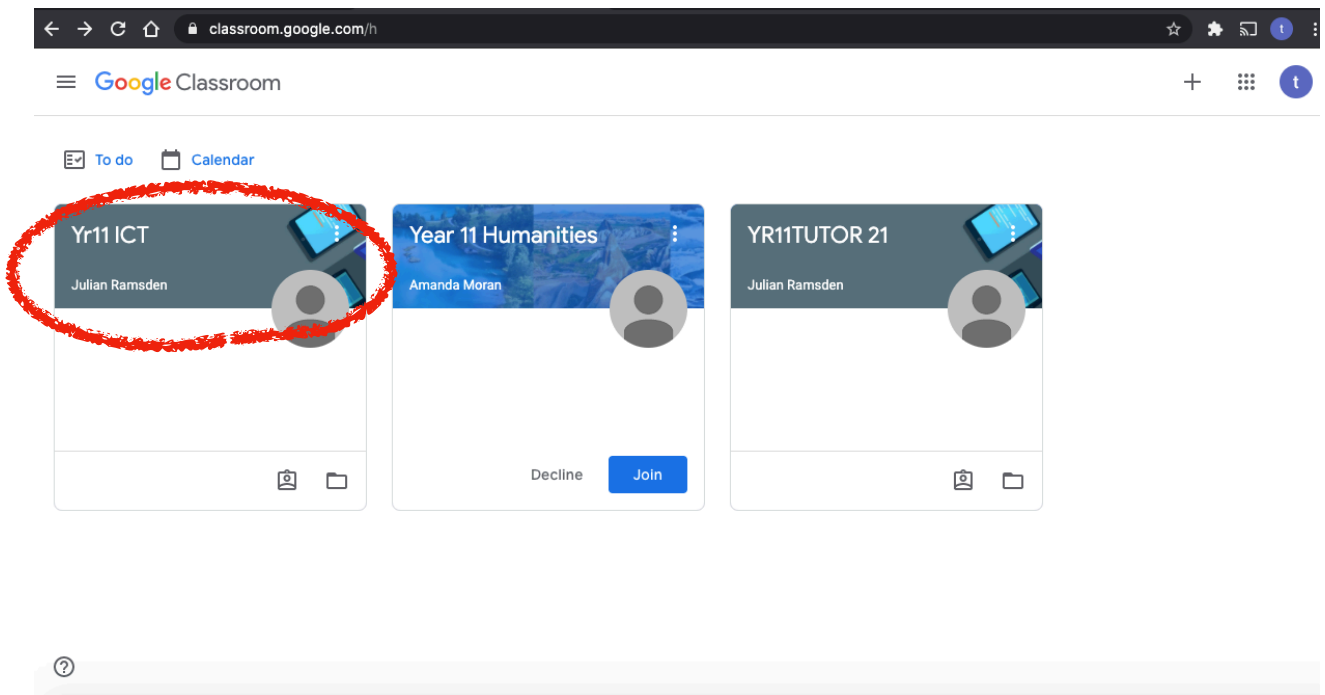 classroom.google.com/h
t
Google Classroom
t
To do
Calendar
Yr11 ICT
Julian Ramsden
Year 11 Humanities
Amanda Moran
Decline
Join
YR11TUTOR 21
Julian Ramsden